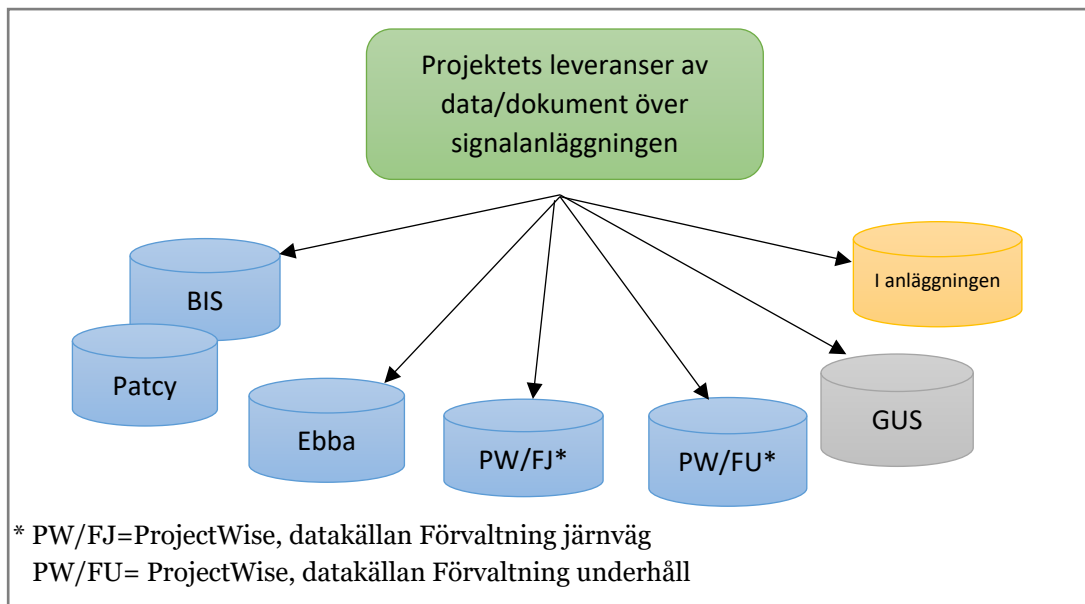 Projektets leveranser av
data/dokument över
signalanläggningen
I anläggningen
BIS
Patcy
Ebba
PW/FJ*
PW/FU*
GUS
* PW/FJ=ProjectWise, datakällan Förvaltning järnväg
PW/FU= ProjectWise, datakällan Förvaltning underhåll